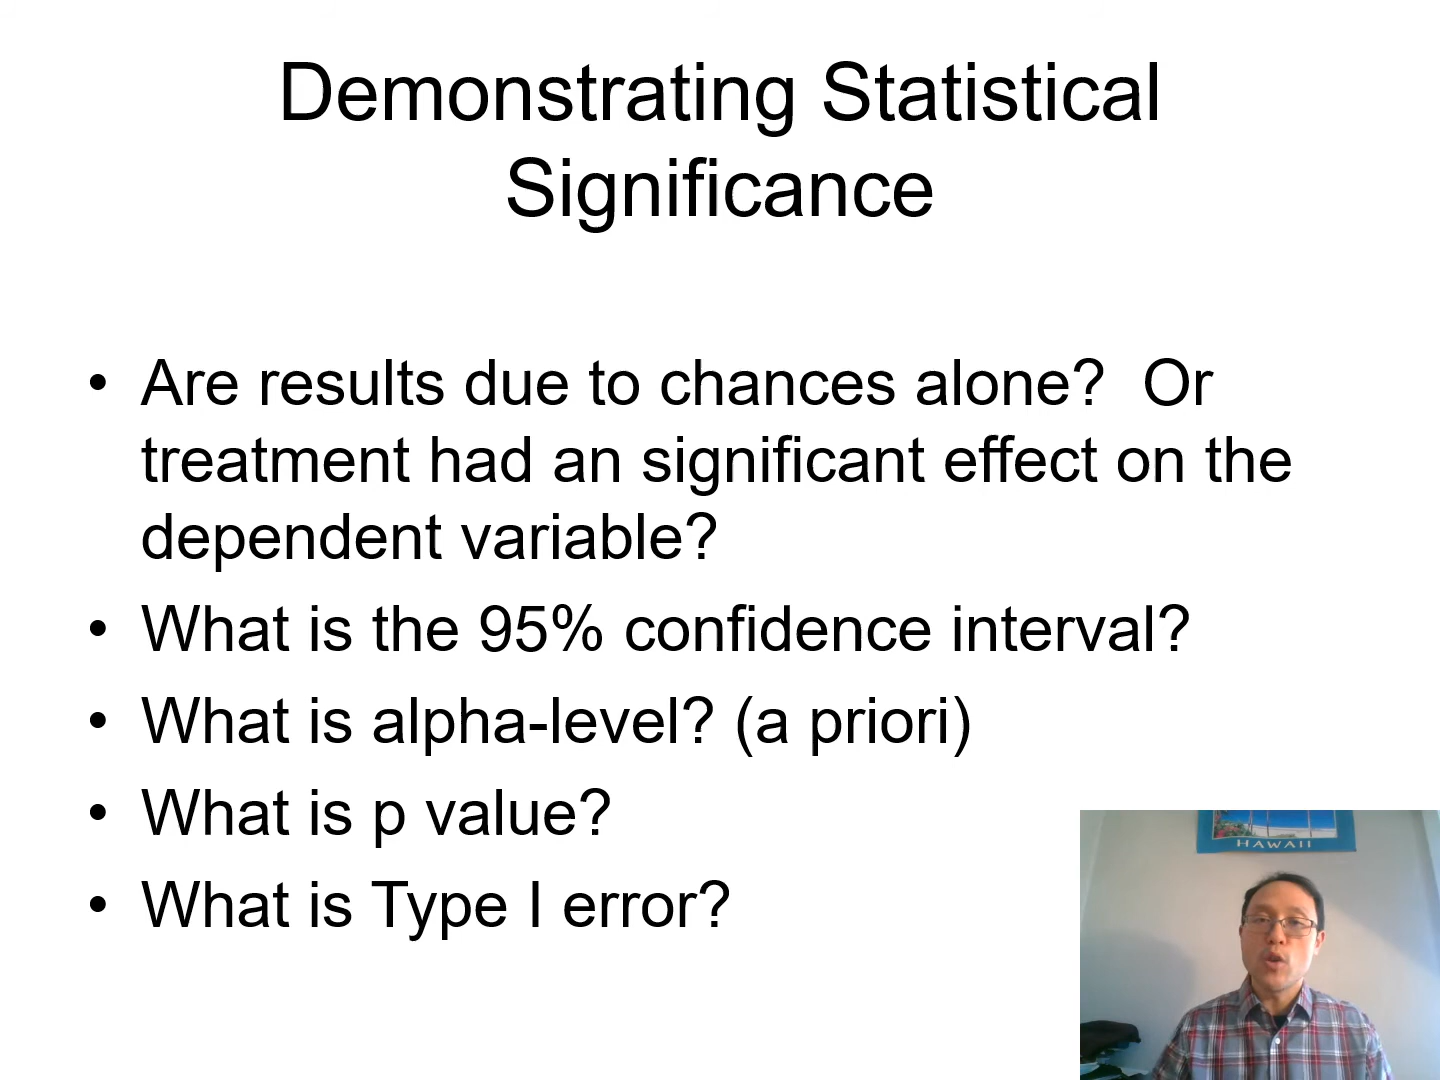 Demonstrating Statistical
Significance
• Are results due to chances alone?  Or
treatment had an significant effect on the
dependent variable?
• What is the 95% confidence interval?
• What is alpha-level? (a priori)
• What is p value?
• What is Type I error?
HAWAII